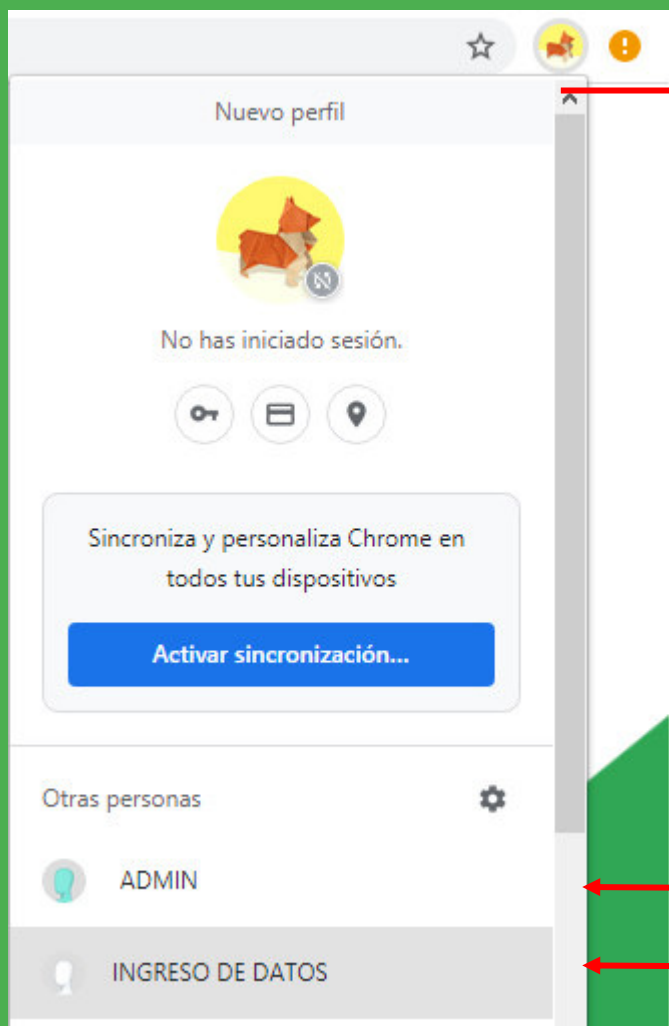 Nuevo perfil
No has iniciado sesión.
Sincroniza y personaliza Chrome en
todos tus dispositivos
Activar sincronización...
Otras personas
ADMIN
INGRESO DE DATOS